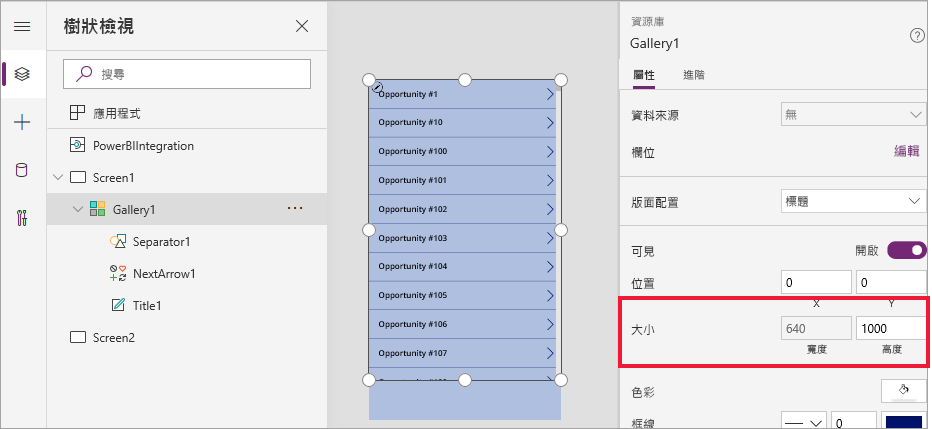 樹狀檢視
搜尋
應用程式
PowerBIIntegration
Screen1
Gallery1
Separator1
NextArrow1
Title1
Screen2
Opportunity #1
Opportunity #10
Opportunity #100
Opportunity #101
Opportunity #102
Opportunity #103
Opportunity #104
Opportunity #105
Opportunity #106
Opportunity #107
資源庫
Gallery1
屬性 進階
資料來源 無
欄位 編輯
版面配置 標題
可見 開啟
位置 0 0
X Y
大小 640 1000
寬度 高度
色彩
框線 0